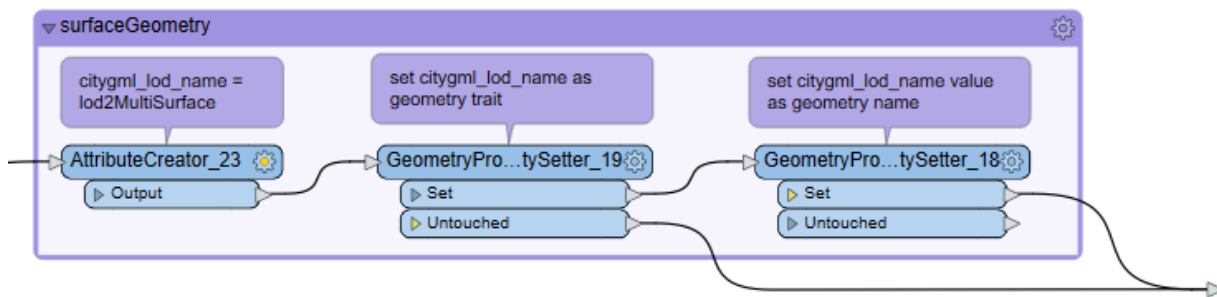 surfaceGeometry
citygml_lod_name =
lod2MultiSurface
set citygml_lod_name as
geometry trait
set citygml_lod_name value
as geometry name
AttributeCreator_23
Output
GeometryPro...tySetter_19
Set
Untouched
GeometryPro...tySetter_18
Set
Untouched